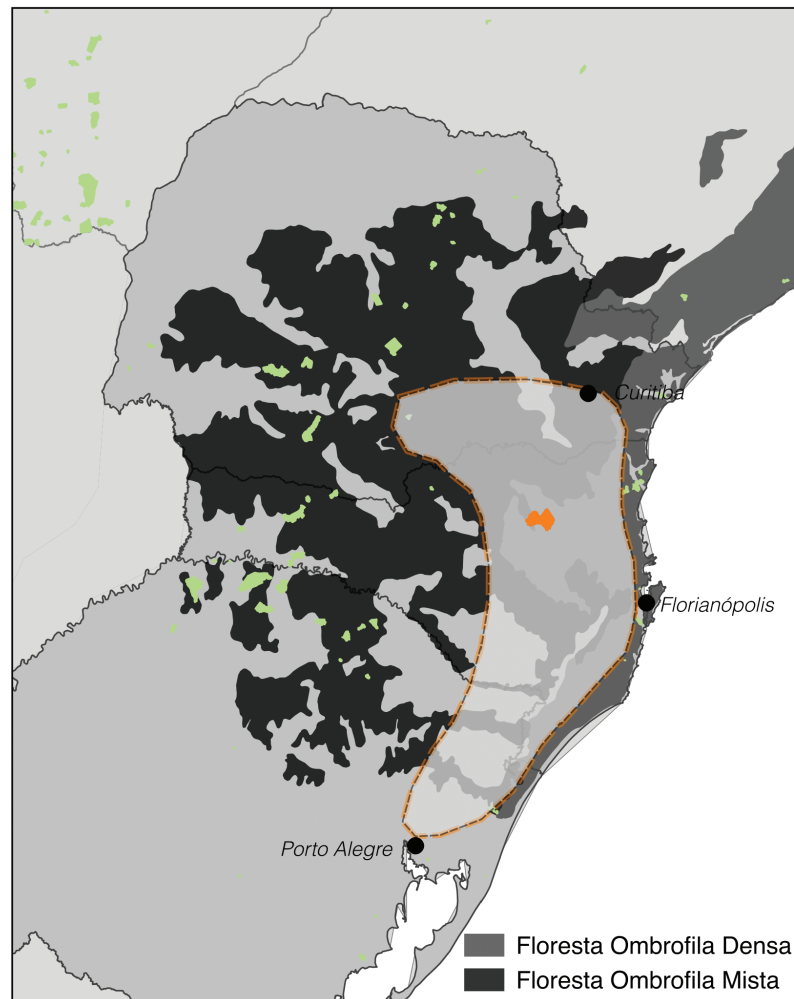 Curitiba
Florianópolis
Porto Alegre
Floresta Ombrofila Densa
Floresta Ombrofila Mista